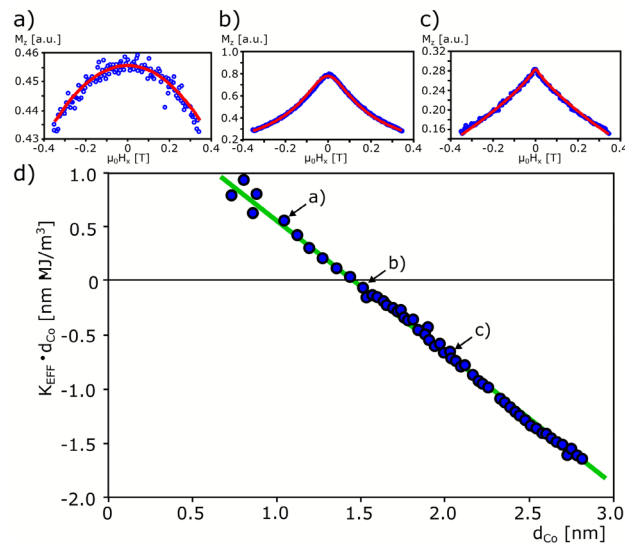 a)
M_z [a.u.]
0.46
0.45
0.44
0.43
-0.4 -0.2 0 0.2 0.4
μ₀Hₓ [T]
b)
M_z [a.u.]
1.0
0.8
0.6
0.4
0.2
-0.4 -0.2 0 0.2 0.4
μ₀Hₓ [T]
c)
M_z [a.u.]
0.32
0.28
0.24
0.20
0.16
-0.4 -0.2 0 0.2 0.4
μ₀Hₓ [T]
d)
K_EFF•d_Co [nm MJ/m³]
1.0
0.5
0
-0.5
-1.0
-1.5
-2.0
a)
b)
c)
0 0.5 1.0 1.5 2.0 2.5 3.0
d_Co [nm]